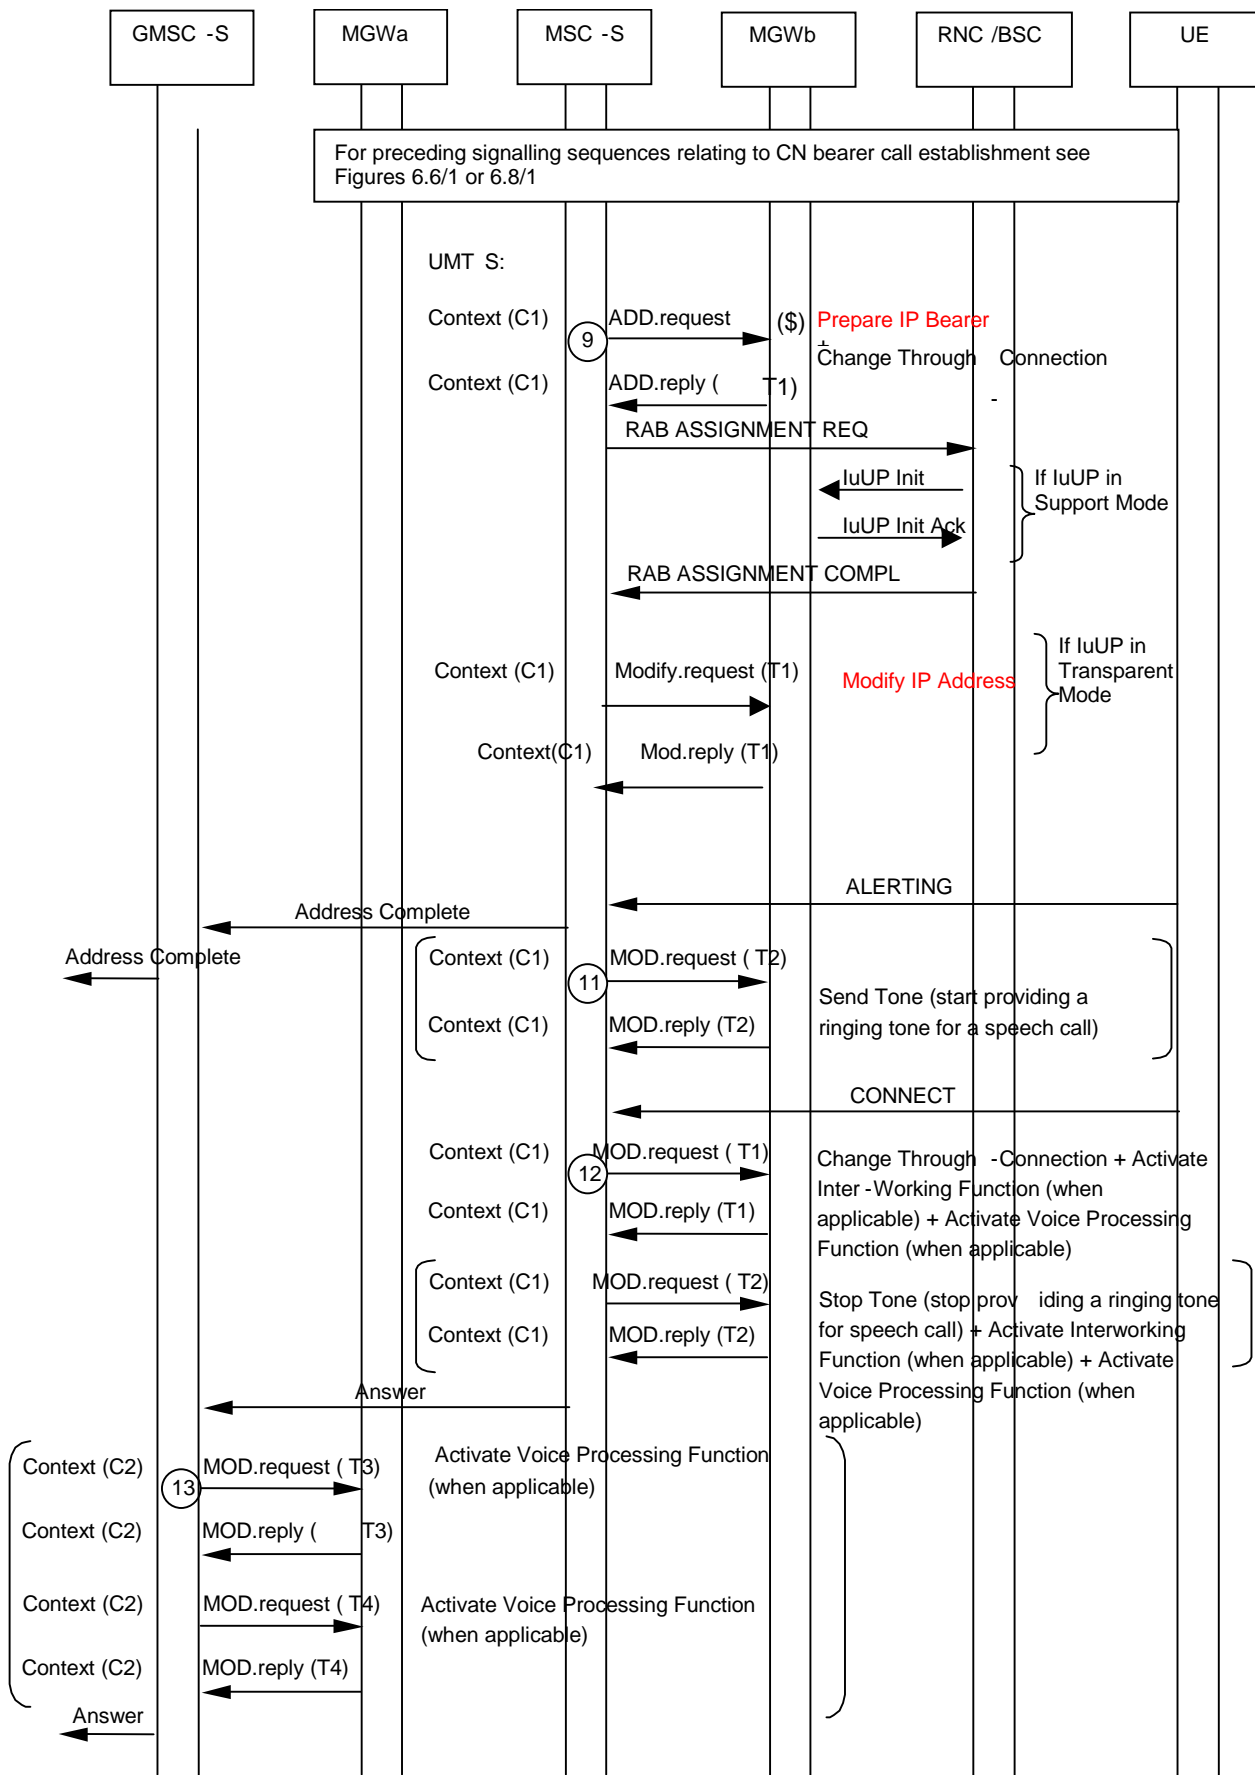 GMSC -S
MGWa
MSC -S
MGWb
RNC /BSC
UE
For preceding signalling sequences relating to CN bearer call establishment see
Figures 6.6/1 or 6.8/1
UMT S:
Context (C1)
9
ADD.request
($)
Prepare IP Bearer
+
Change Through Connection
Context (C1)
ADD.reply ( T1)
-
RAB ASSIGNMENT REQ
IuUP Init
If IuUP in
Support Mode
IuUP Init Ack
RAB ASSIGNMENT COMPL
If IuUP in
Transparent
Mode
Context (C1)
Modify.request (T1)
Modify IP Address
Context(C1)
Mod.reply (T1)
ALERTING
Address Complete
Address Complete
Context (C1)
11
MOD.request ( T2)
Send Tone (start providing a
ringing tone for a speech call)
Context (C1)
MOD.reply (T2)
CONNECT
Context (C1)
12
MOD.request ( T1)
Change Through -Connection + Activate
Inter -Working Function (when
applicable) + Activate Voice Processing
Function (when applicable)
Context (C1)
MOD.reply (T1)
Context (C1)
MOD.request ( T2)
Stop Tone (stop prov iding a ringing tone
for speech call) + Activate Interworking
Function (when applicable) + Activate
Voice Processing Function (when
applicable)
Context (C1)
MOD.reply (T2)
Answer
Context (C2)
13
MOD.request ( T3)
Activate Voice Processing Function
(when applicable)
Context (C2)
MOD.reply ( T3)
Context (C2)
MOD.request ( T4)
Activate Voice Processing Function
(when applicable)
Context (C2)
MOD.reply (T4)
Answer